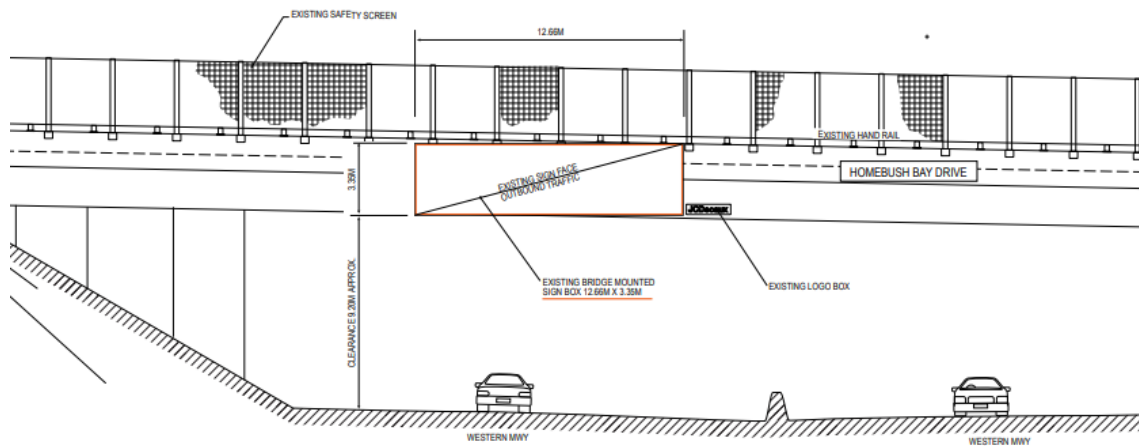 EXISTING SAFETY SCREEN
12.66M
EXISTING HAND RAIL
HOMEBUSH BAY DRIVE
3.35M
EXISTING SIGN FACE
OUTBOUND TRAFFIC
JCDecaux
EXISTING BRIDGE MOUNTED
SIGN BOX 12.66M X 3.35M
EXISTING LOGO BOX
CLEARANCE 9.20M APPROX.
WESTERN MWY
WESTERN MWY